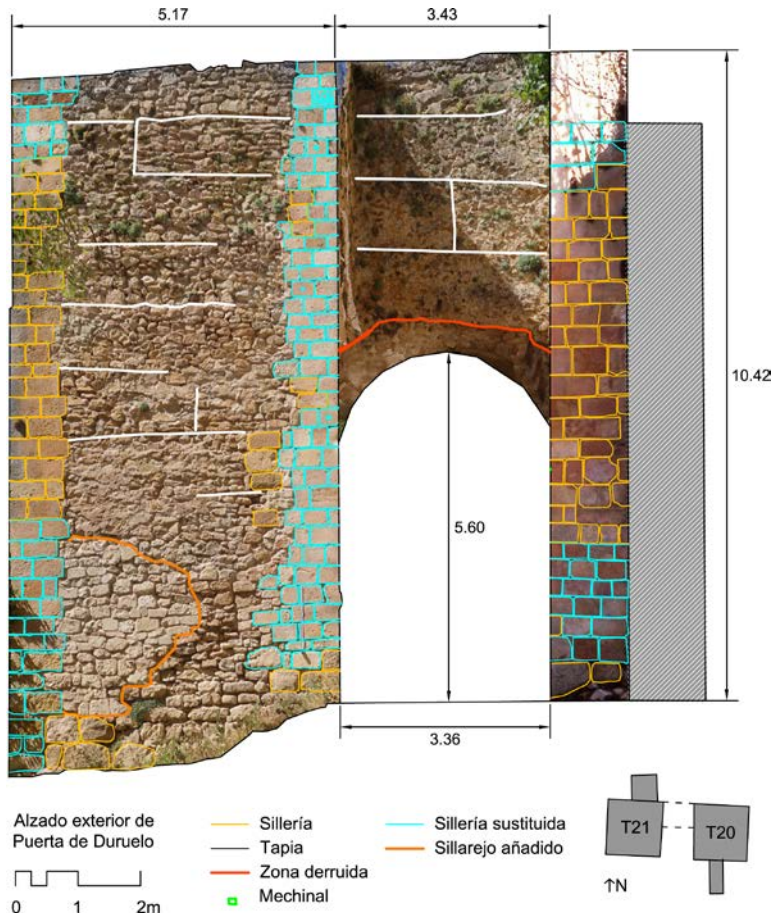 5.17
3.43
10.42
5.60
3.36
Alzado exterior de
Puerta de Duruelo
0 1 2m
Sillería
Tapia
Zona derruida
Mechinal
Sillería sustituida
Sillarejo añadido
T21
T20
↑N